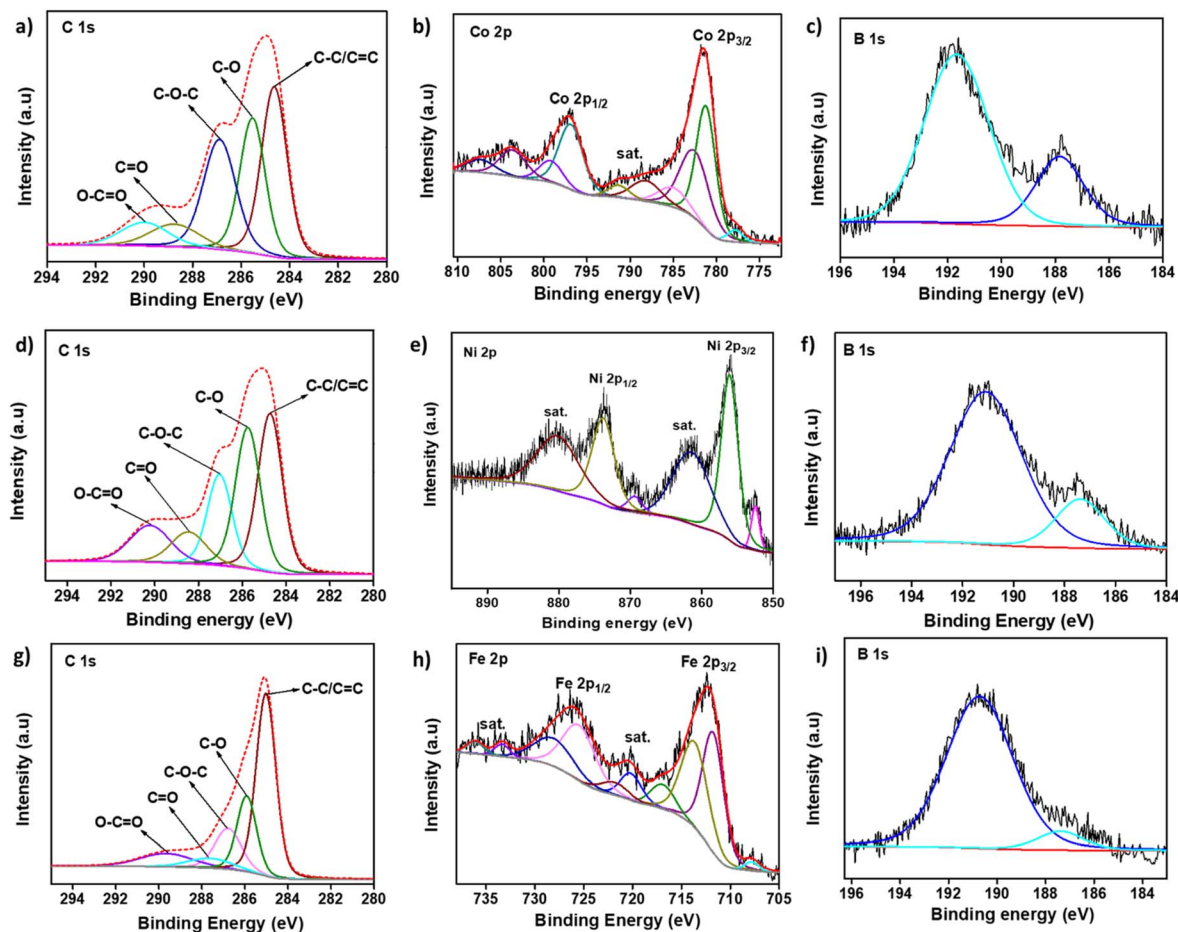 a)
C 1s
C-C/C=C
C-O
C-O-C
C=O
O-C=O
Intensity (a.u)
294 292 290 288 286 284 282 280
Binding Energy (eV)
b)
Co 2p
Co 2p3/2
Co 2p1/2
sat.
Intensity (a.u)
810 805 800 790 780
Binding energy (eV)
c)
B 1s
Intensity (a.u)
196 194 192 190 188 186 184
Binding Energy (eV)
d)
C 1s
C-C/C=C
C-O
C-O-C
C=O
O-C=O
Intensity (a.u)
294 292 290 288 286 284 282 280
Binding energy (eV)
e)
Ni 2p
Ni 2p3/2
Ni 2p1/2
sat.
sat.
Intensity (a.u)
890 880 870 860 850
Binding energy (eV)
f)
B 1s
Intensity (a.u)
196 194 192 190 188 186 184
Binding Energy (eV)
g)
C 1s
C-C/C=C
C-O
C-O-C
C=O
O-C=O
Intensity (a.u)
294 292 290 288 286 284 282 280
Binding energy (eV)
h)
Fe 2p
Fe 2p3/2
Fe 2p1/2
sat.
sat.
Intensity (a.u)
735 730 725 720 715 710 705
Binding energy (eV)
i)
B 1s
Intensity (a.u)
196 194 192 190 188 186 184
Binding energy (eV)